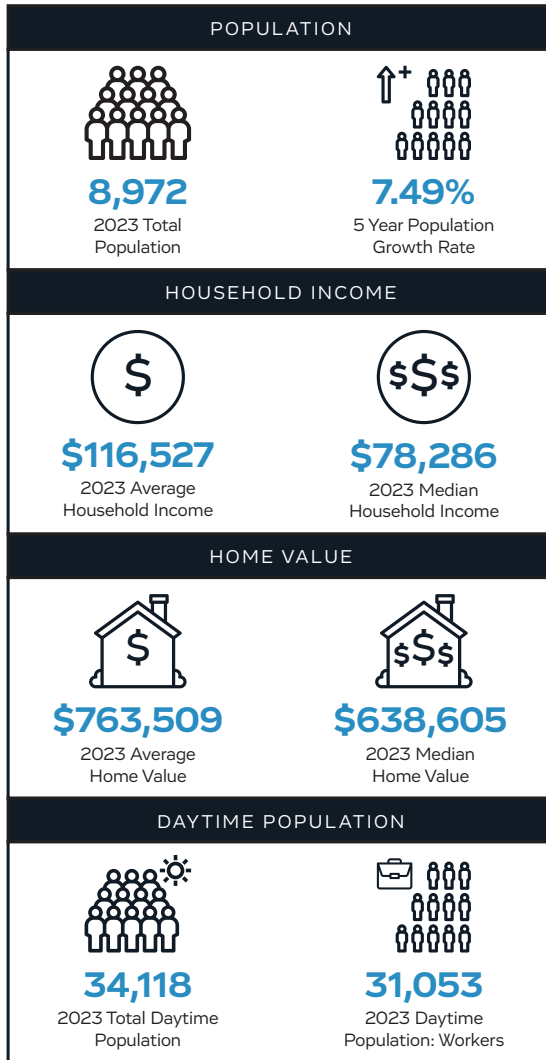 POPULATION
8,972
2023 Total
Population
7.49%
5 Year Population
Growth Rate
HOUSEHOLD INCOME
$
$116,527
2023 Average
Household Income
$$$
$78,286
2023 Median
Household Income
HOME VALUE
$
$763,509
2023 Average
Home Value
$$$
$638,605
2023 Median
Home Value
DAYTIME POPULATION
34,118
2023 Total Daytime
Population
31,053
2023 Daytime
Population: Workers